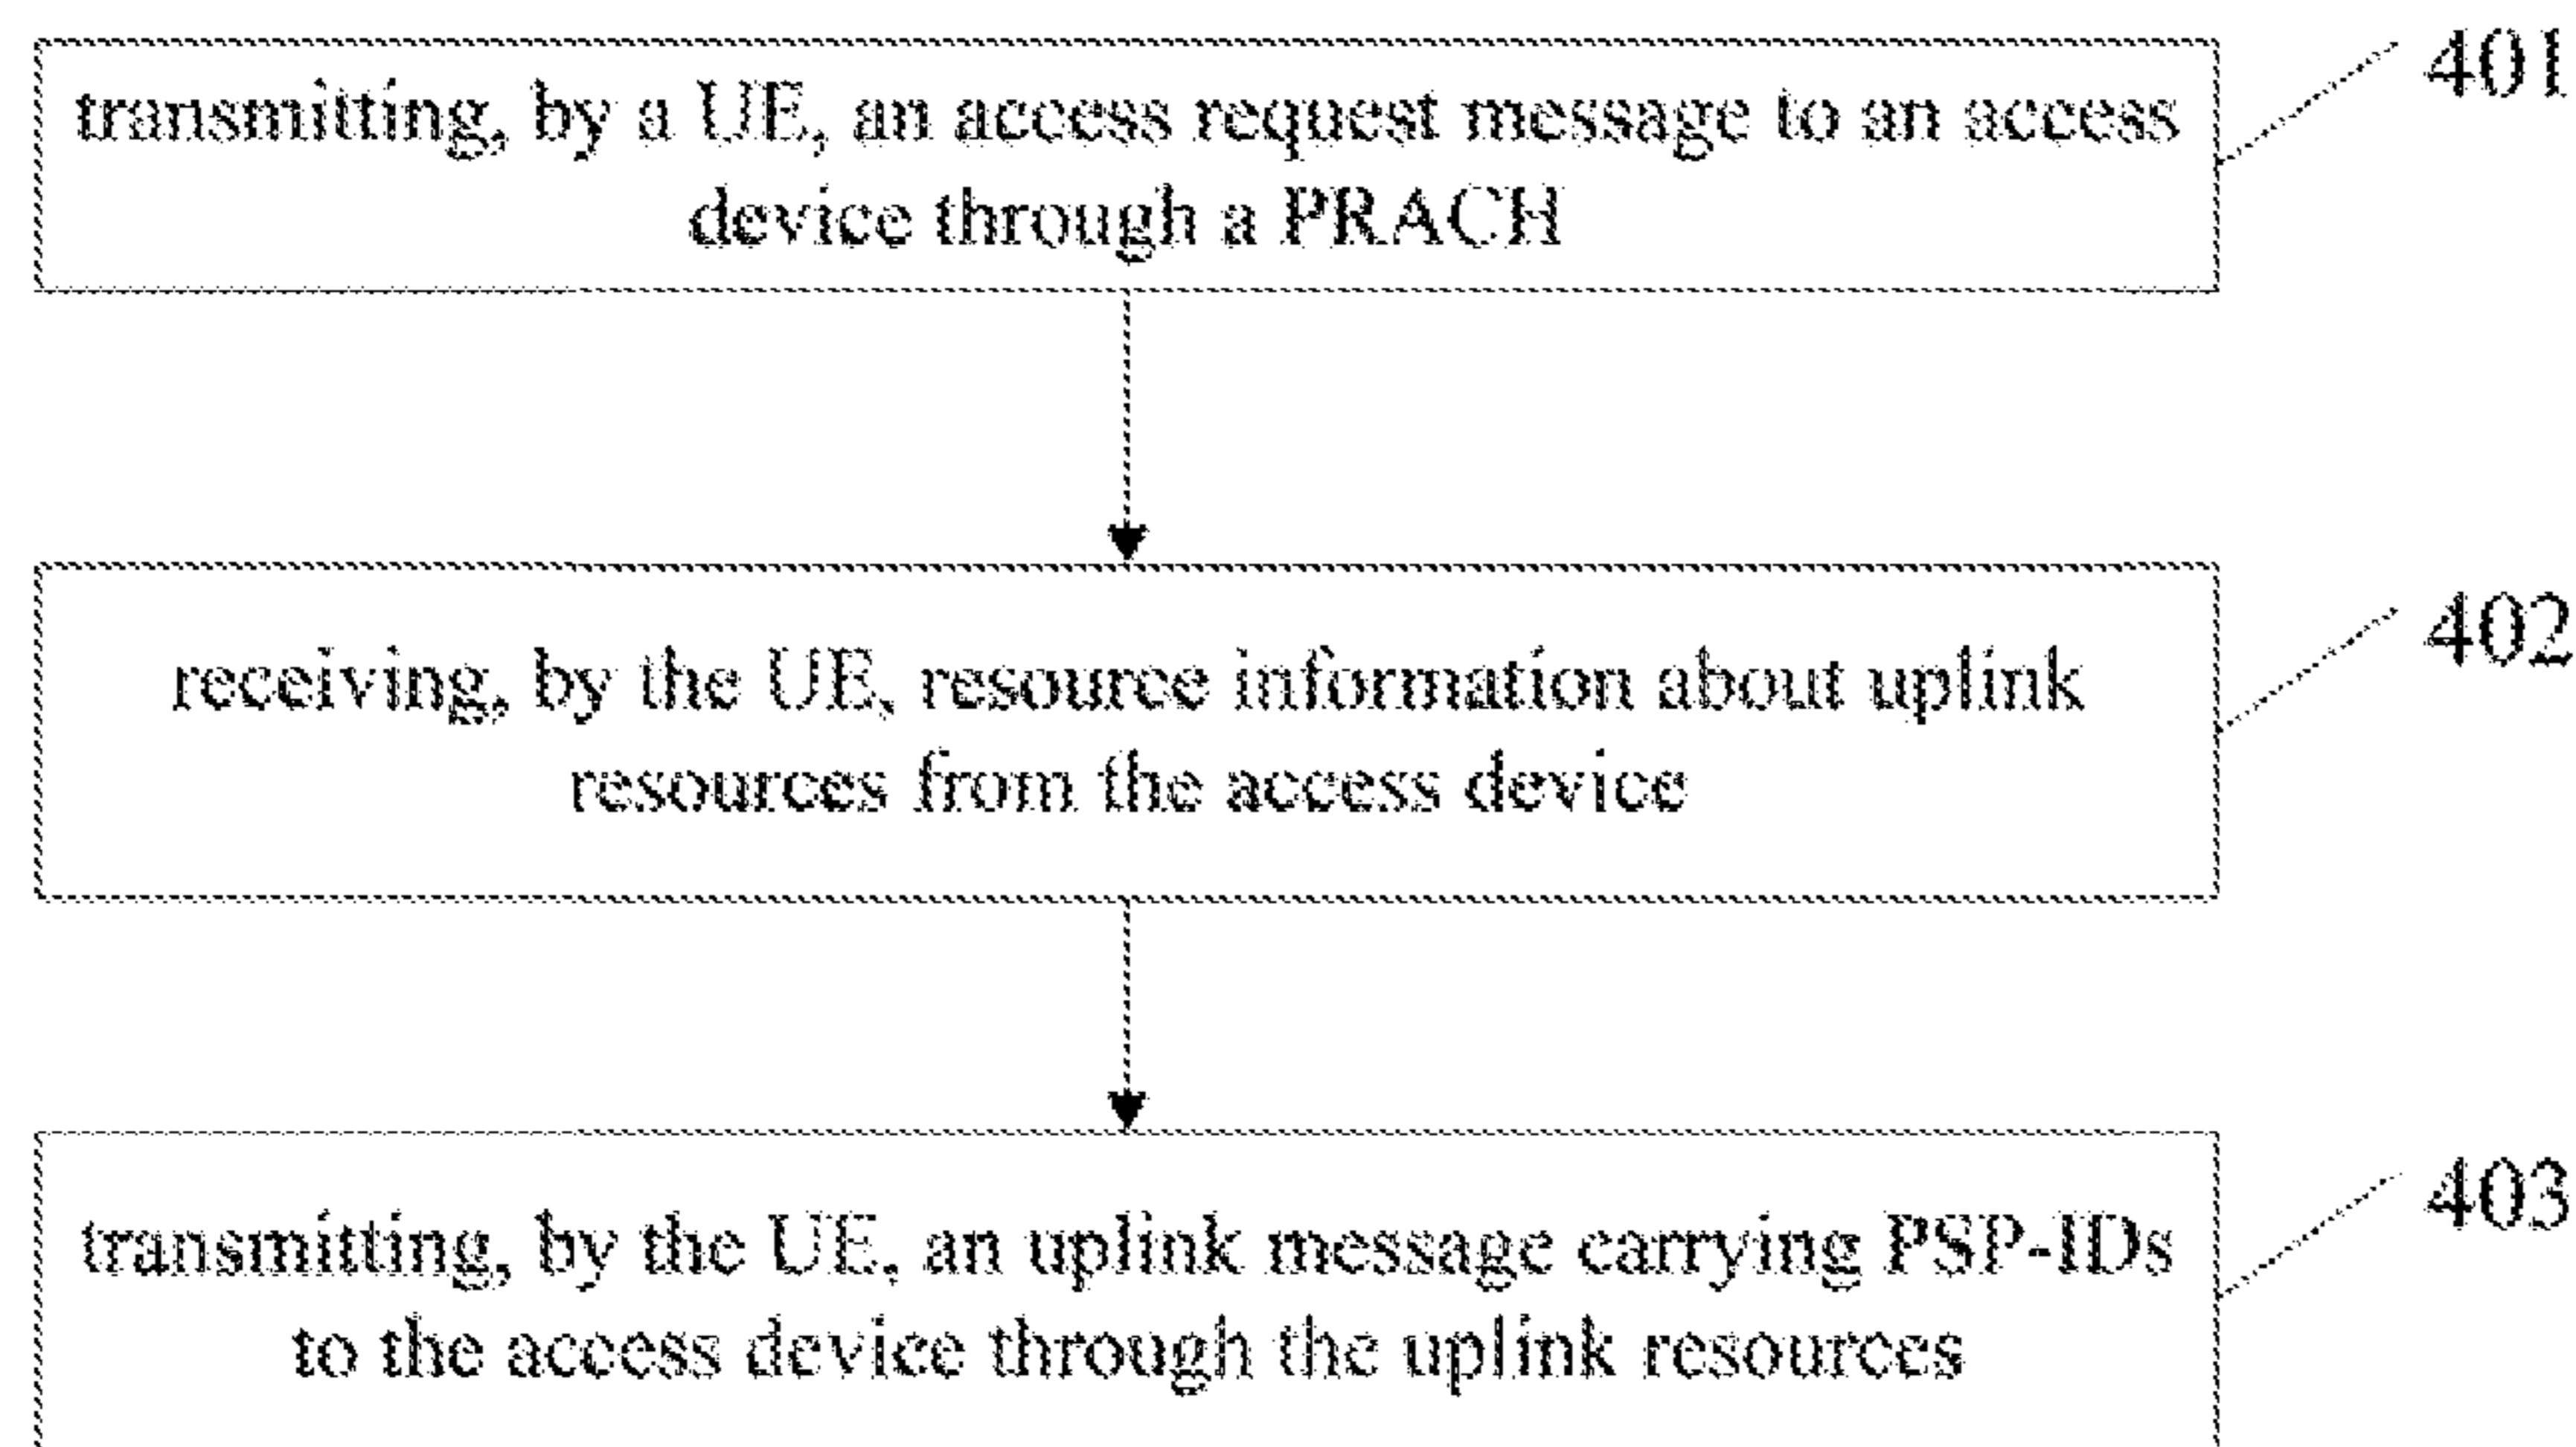 transmitting, by a UE, an access request message to an access
device through a PRACH
401
receiving, by the UE, resource information about uplink
resources from the access device
402
transmitting, by the UE, an uplink message carrying PSP-IDs
to the access device through the uplink resources
403